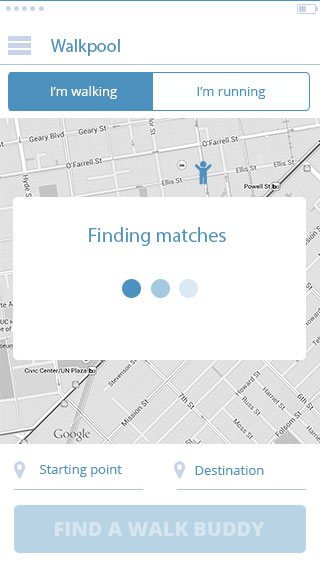 Walkpool
I'm walking
I'm running
Geary Blvd
Geary St
O'Farrell St
O'Farrell St
Ellis St
Ellis St
Ellis
Hyde St
Powell St
Finding matches
Civic Center/UN Plaza
Stevenson St
Mission St
7th St
Howard St
Russ St
Moss St
Harriet St
Folsom St
6th St
Google
Starting point
Destination
FIND A WALK BUDDY